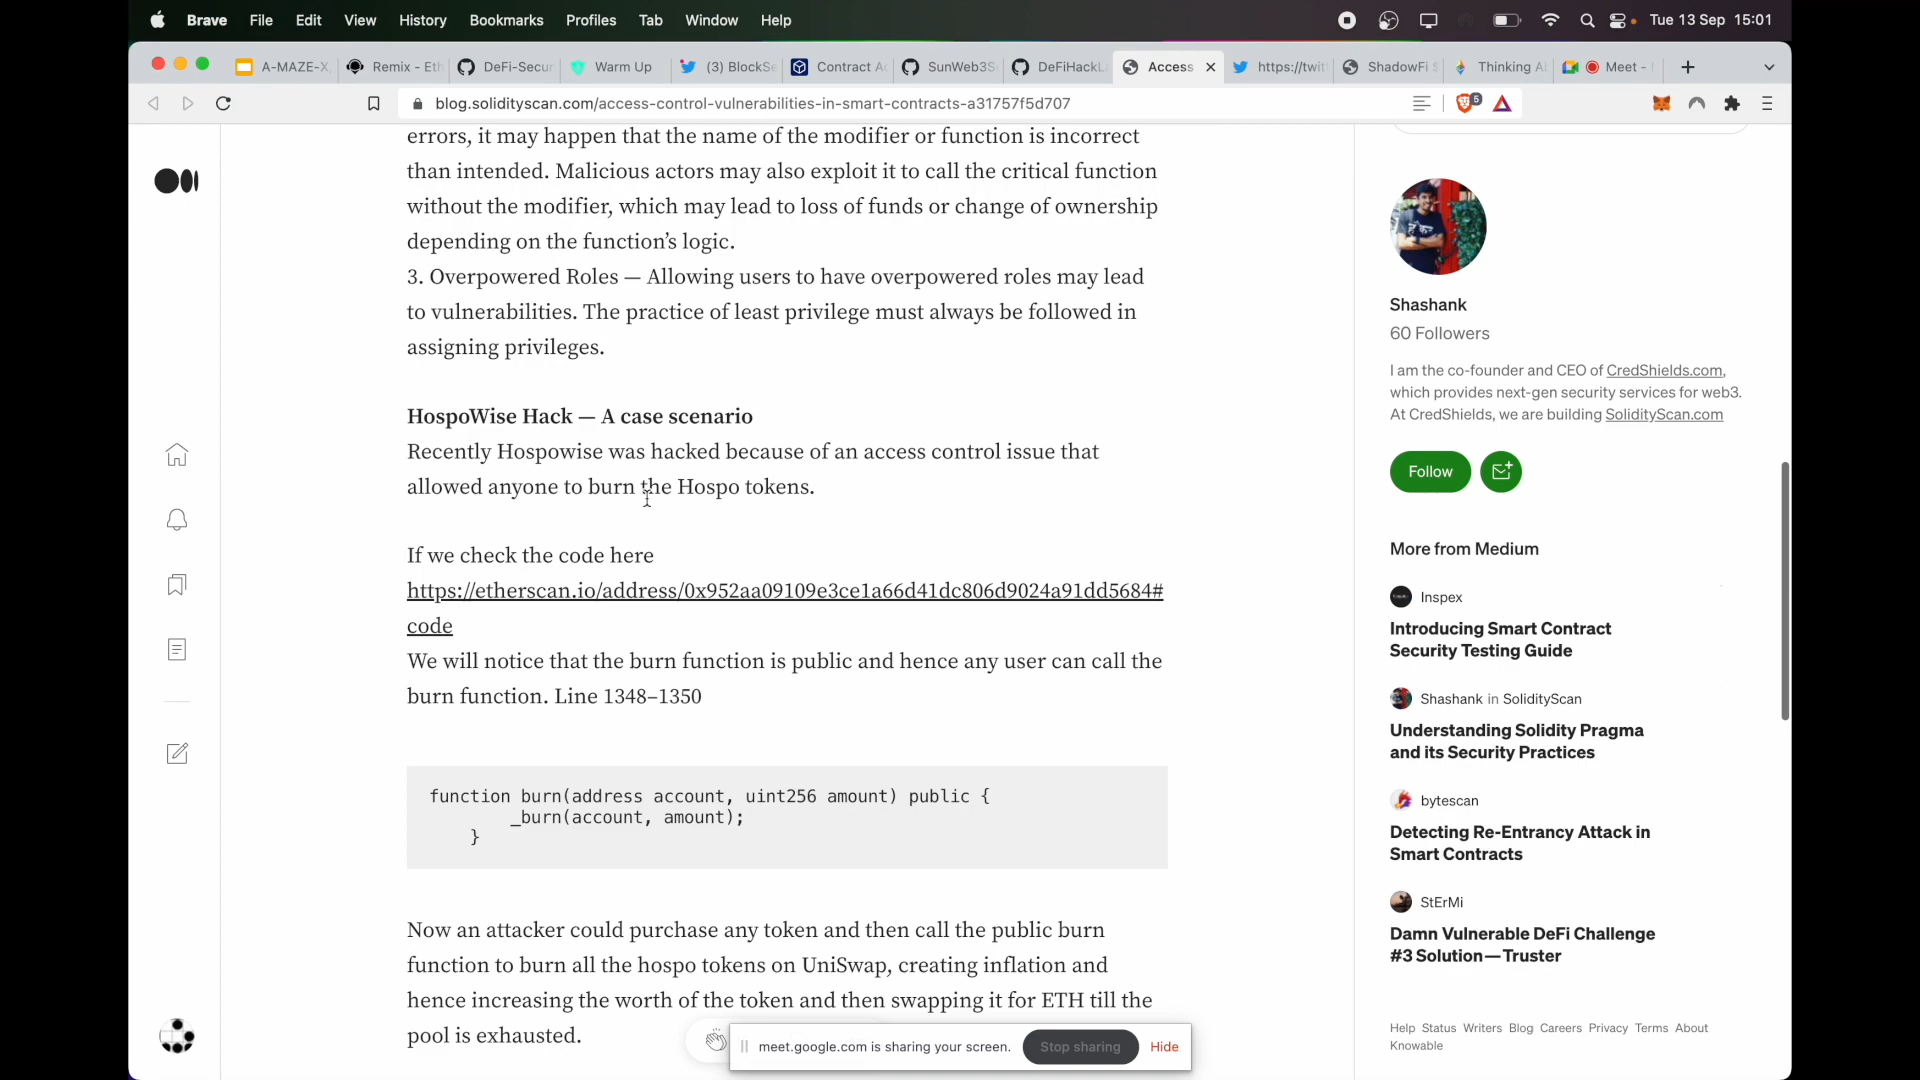 Brave File Edit View History Bookmarks Profiles Tab Window Help Tue 13 Sep 15:01
A-MAZE-X Remix - Eth DeFi-Secur Warm Up (3) BlockSe Contract Ac SunWeb3S DeFiHackLa Access https://twit ShadowFi S Thinking A Meet -
blog.solidityscan.com/access-control-vulnerabilities-in-smart-contracts-a31757f5d707
5
errors, it may happen that the name of the modifier or function is incorrect
than intended. Malicious actors may also exploit it to call the critical function
without the modifier, which may lead to loss of funds or change of ownership
depending on the function’s logic.
3. Overpowered Roles — Allowing users to have overpowered roles may lead
to vulnerabilities. The practice of least privilege must always be followed in
assigning privileges.
HospoWise Hack — A case scenario
Recently Hospowise was hacked because of an access control issue that
allowed anyone to burn the Hospo tokens.
If we check the code here
https://etherscan.io/address/0x952aa09109e3ce1a66d41dc806d9024a91dd5684#
code
We will notice that the burn function is public and hence any user can call the
burn function. Line 1348–1350
function burn(address account, uint256 amount) public {
_burn(account, amount);
}
Now an attacker could purchase any token and then call the public burn
function to burn all the hospo tokens on UniSwap, creating inflation and
hence increasing the worth of the token and then swapping it for ETH till the
pool is exhausted.
Shashank
60 Followers
I am the co-founder and CEO of CredShields.com,
which provides next-gen security services for web3.
At CredShields, we are building SolidityScan.com
Follow
More from Medium
Inspex
Introducing Smart Contract
Security Testing Guide
Shashank in SolidityScan
Understanding Solidity Pragma
and its Security Practices
bytescan
Detecting Re-Entrancy Attack in
Smart Contracts
StErMi
Damn Vulnerable DeFi Challenge
#3 Solution—Truster
Help Status Writers Blog Careers Privacy Terms About
Knowable
meet.google.com is sharing your screen. Stop sharing Hide